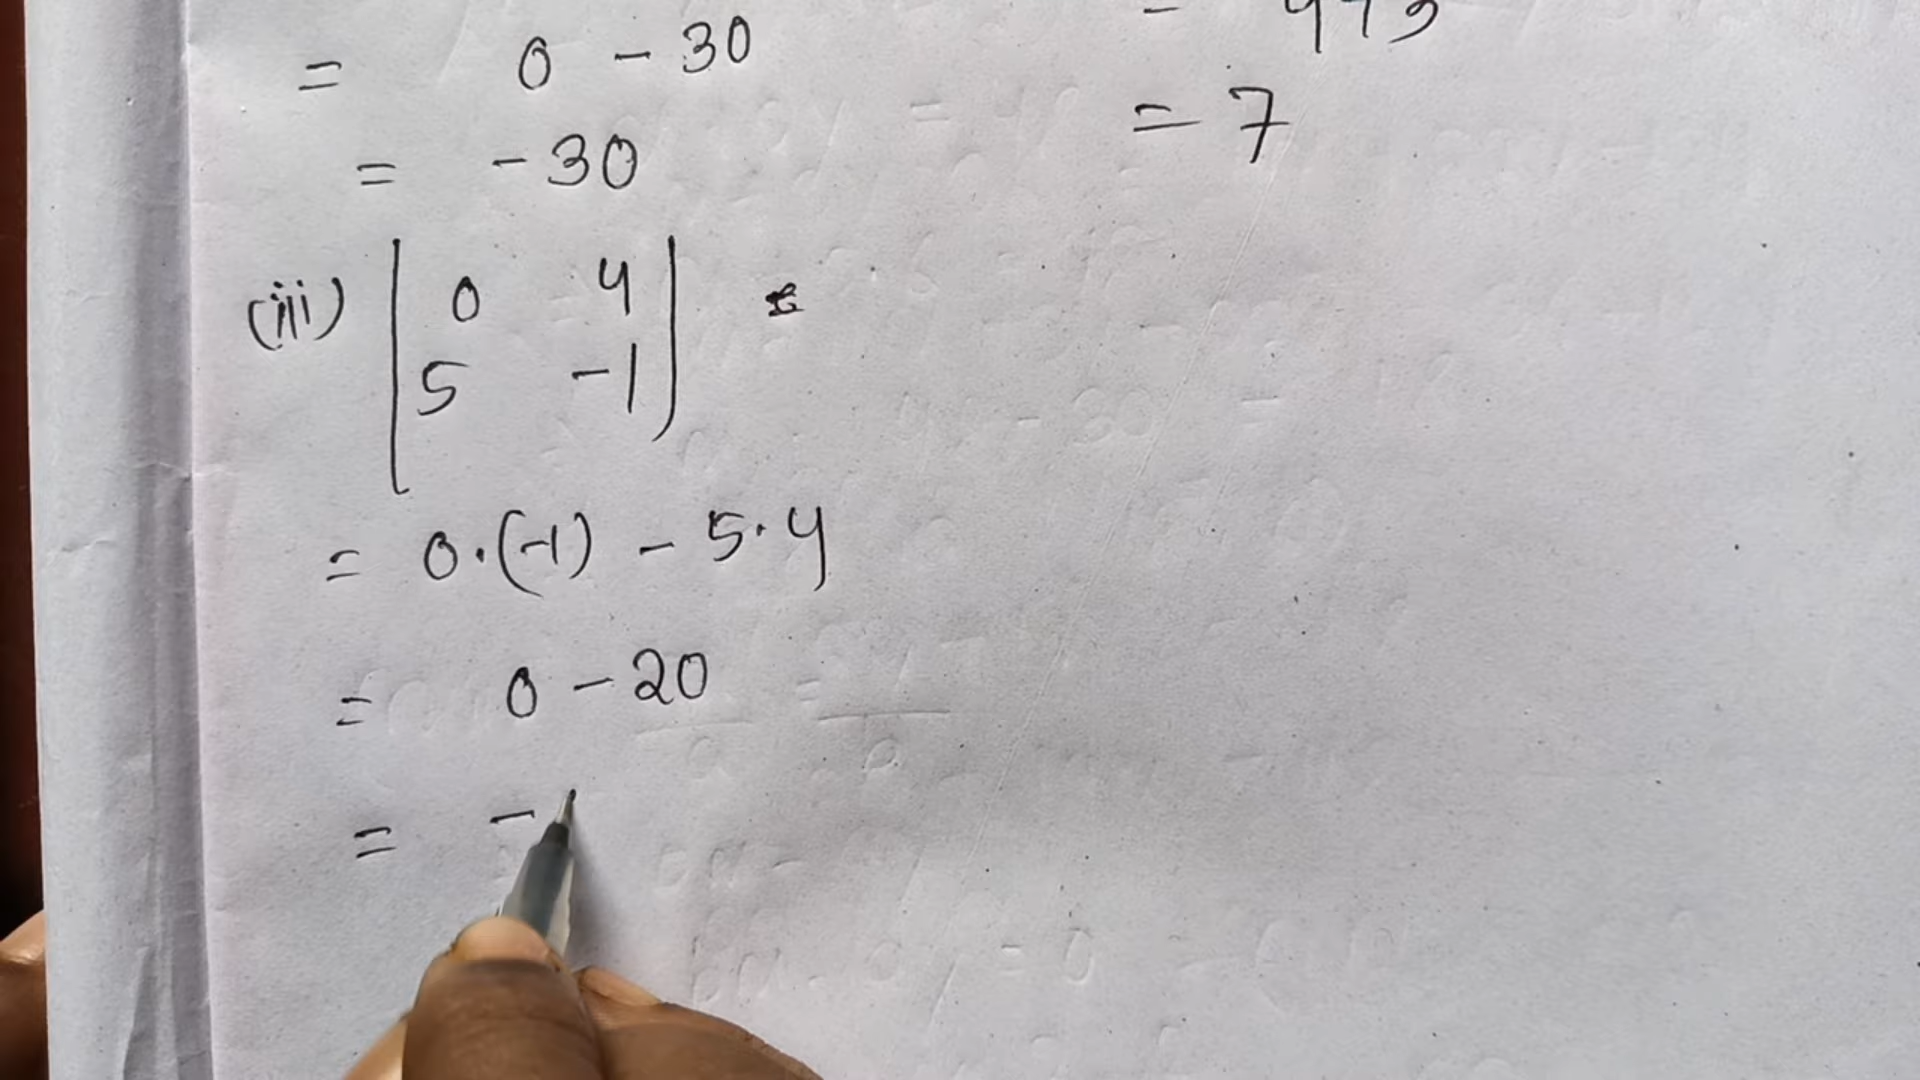 = 0 - 30
= -30
= 7
(iii) | 0 4 |
| 5 -1 |
= 0·(-1) - 5·4
= 0 - 20
= -